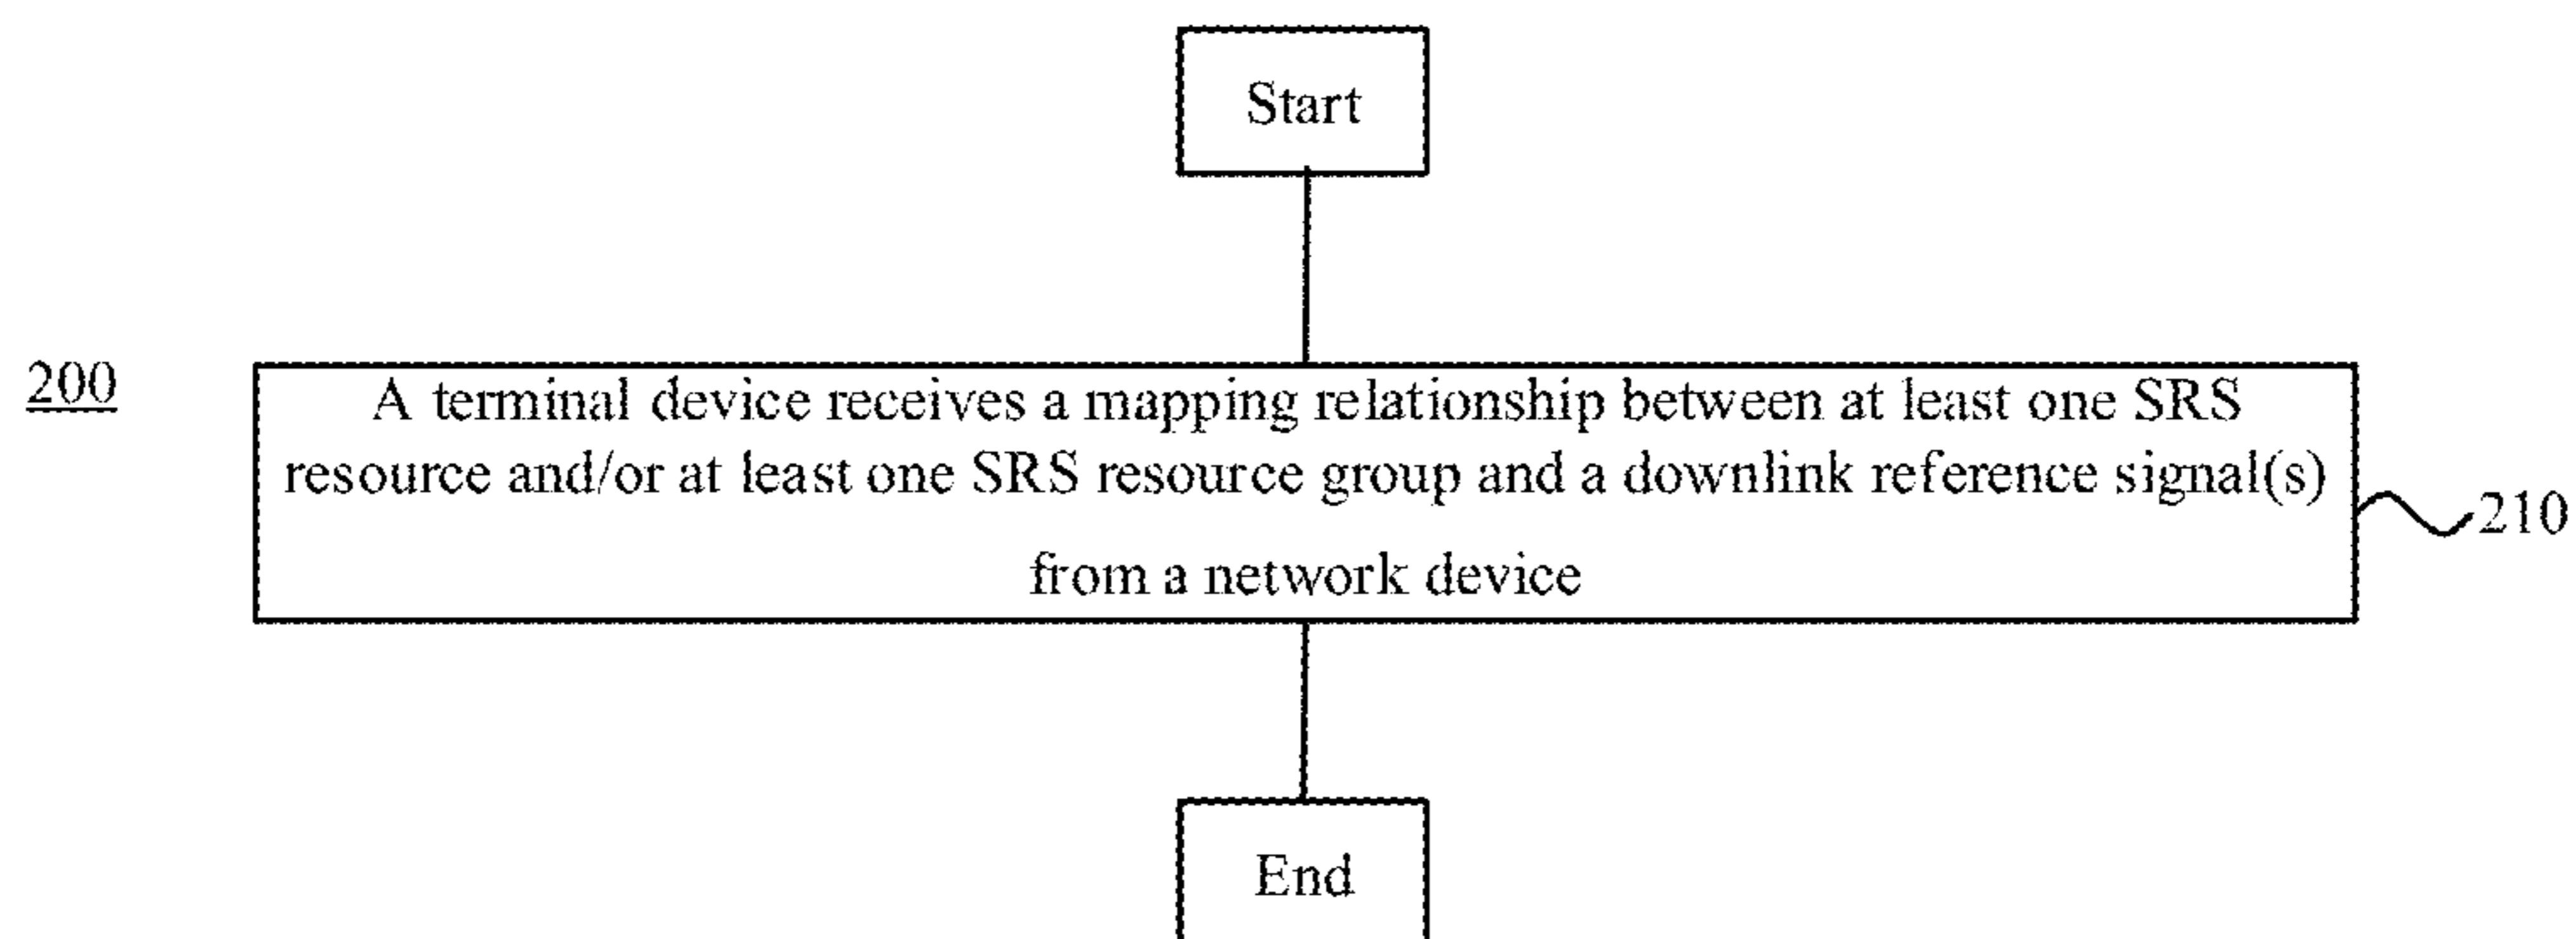 Start
200
A terminal device receives a mapping relationship between at least one SRS
resource and/or at least one SRS resource group and a downlink reference signal(s)
from a network device
210
End